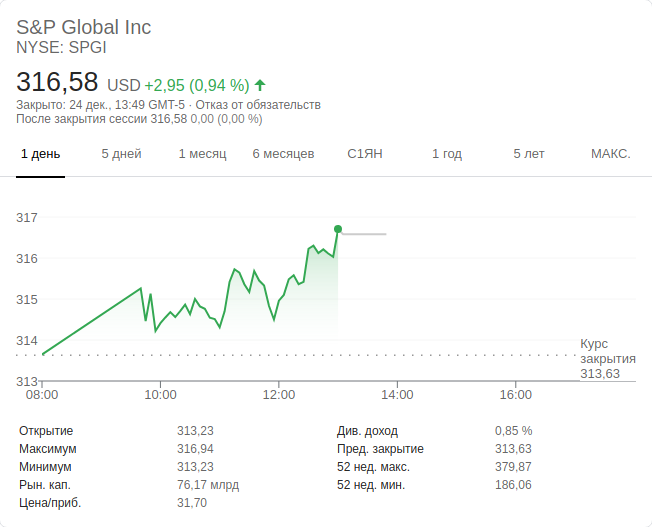 S&P Global Inc
NYSE: SPGI
316,58 USD +2,95 (0,94 %)
Закрыто: 24 дек., 13:49 GMT-5 · Отказ от обязательств
После закрытия сессии 316,58 0,00 (0,00 %)
1 день 5 дней 1 месяц 6 месяцев С1ЯН 1 год 5 лет МАКС.
317
316
315
314
313
Курс
закрытия
313,63
08:00 10:00 12:00 14:00 16:00
Открытие 313,23 Див. доход 0,85 %
Максимум 316,94 Пред. закрытие 313,63
Минимум 313,23 52 нед. макс. 379,87
Рын. кап. 76,17 млрд 52 нед. мин. 186,06
Цена/приб. 31,70